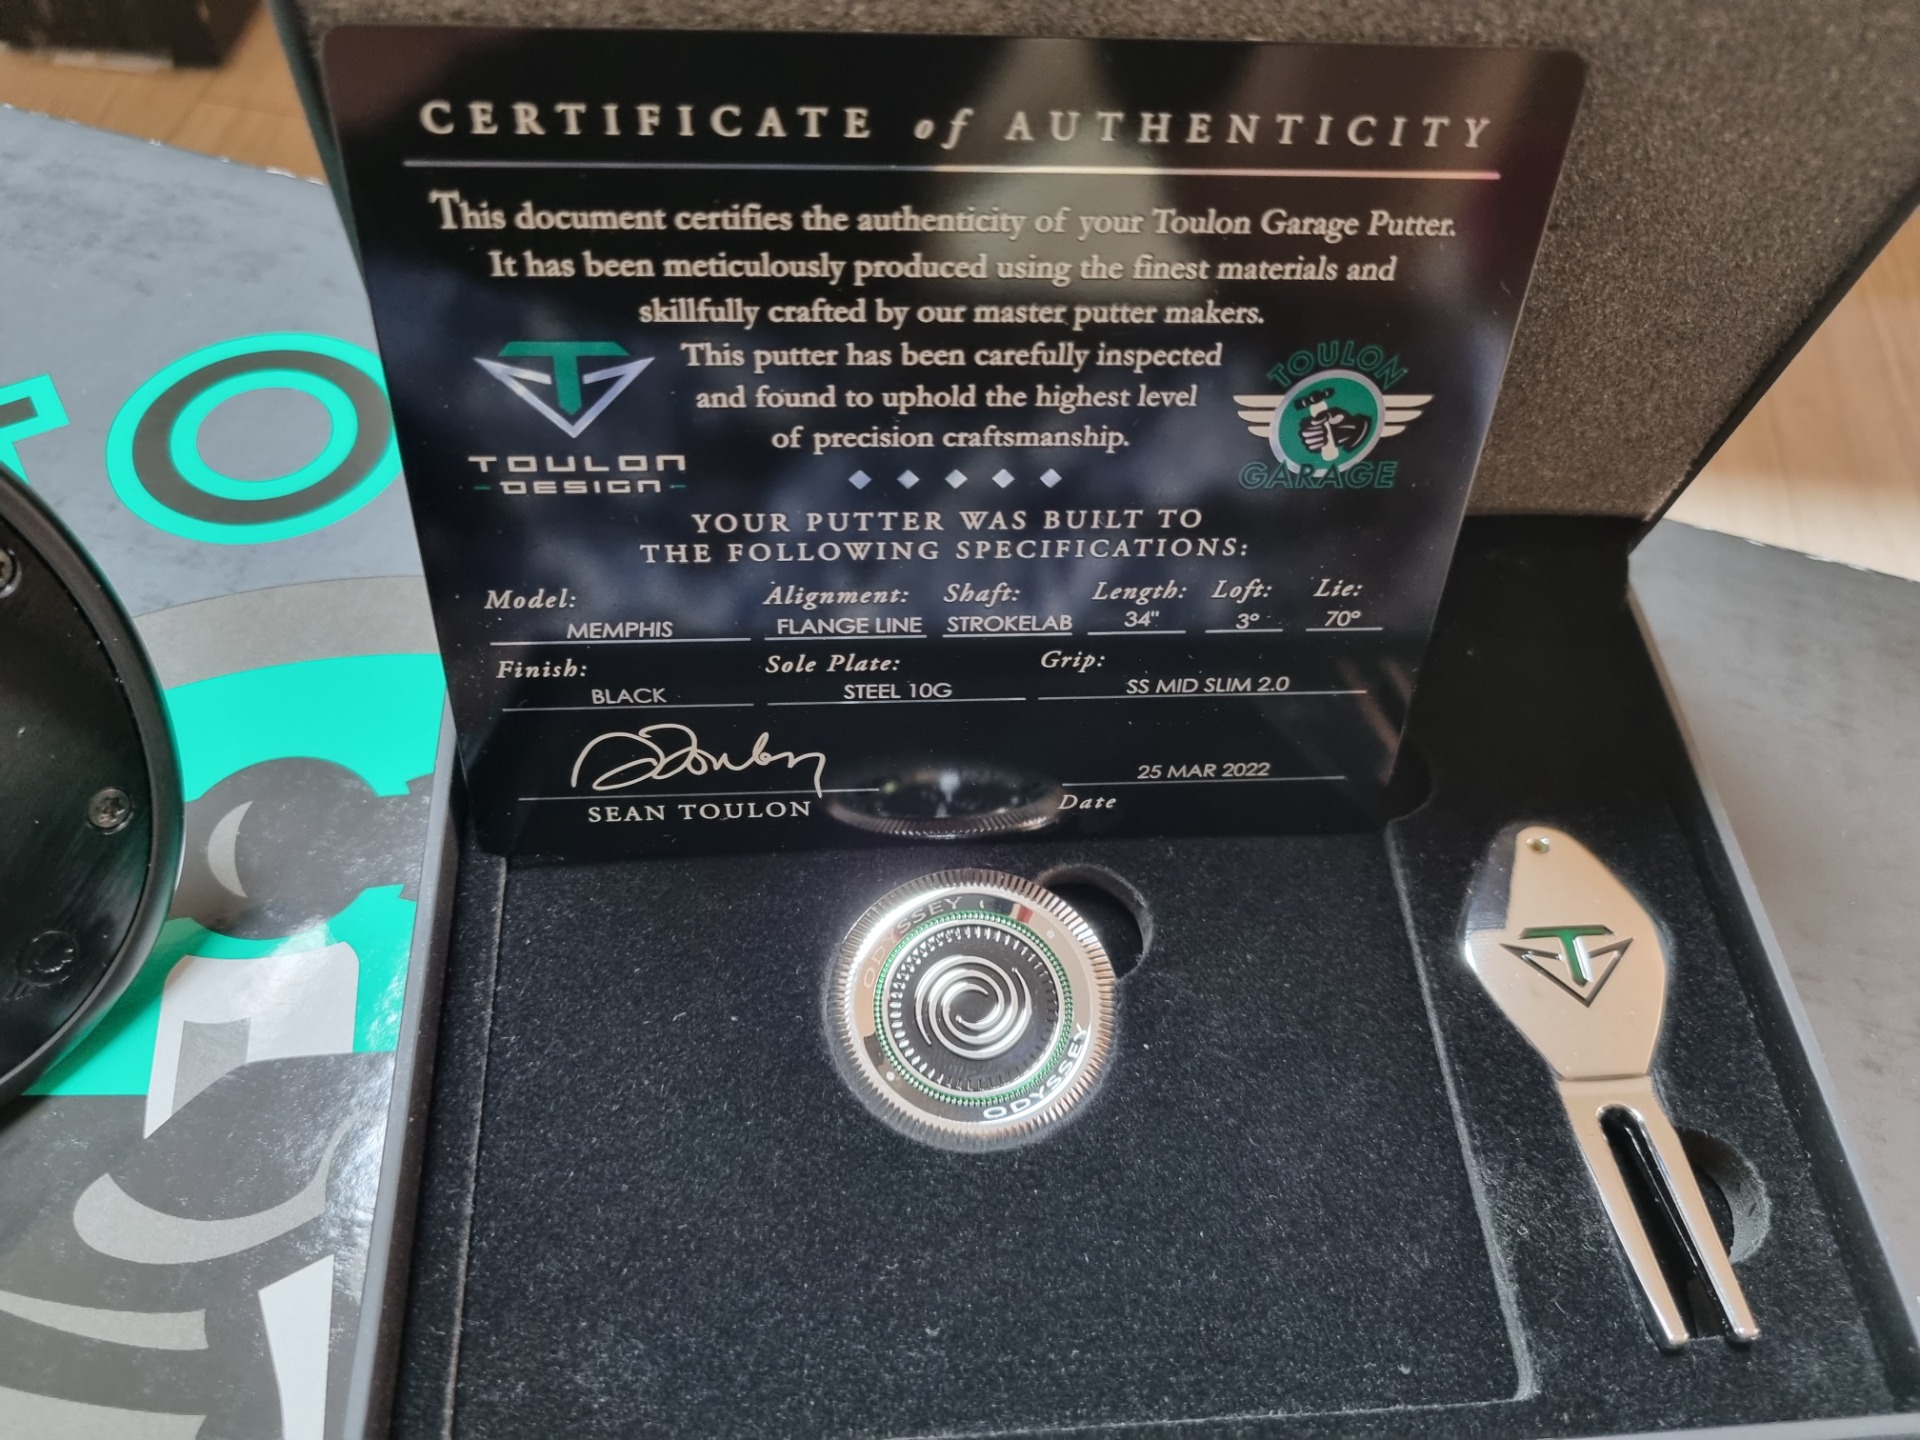 CERTIFICATE of AUTHENTICITY
This document certifies the authenticity of your Toulon Garage Putter.
It has been meticulously produced using the finest materials and
skillfully crafted by our master putter makers.
This putter has been carefully inspected
and found to uphold the highest level
of precision craftsmanship.
TOULON
DESIGN
TOULON
GARAGE
YOUR PUTTER WAS BUILT TO
THE FOLLOWING SPECIFICATIONS:
Model: Alignment: Shaft: Length: Loft: Lie:
MEMPHIS FLANGE LINE STROKELAB 34" 3° 70°
Finish: Sole Plate: Grip:
BLACK STEEL 10G SS MID SLIM 2.0
SToulon
25 MAR 2022
SEAN TOULON
Date
ODYSSEY
ODYSSEY
T
T
TO